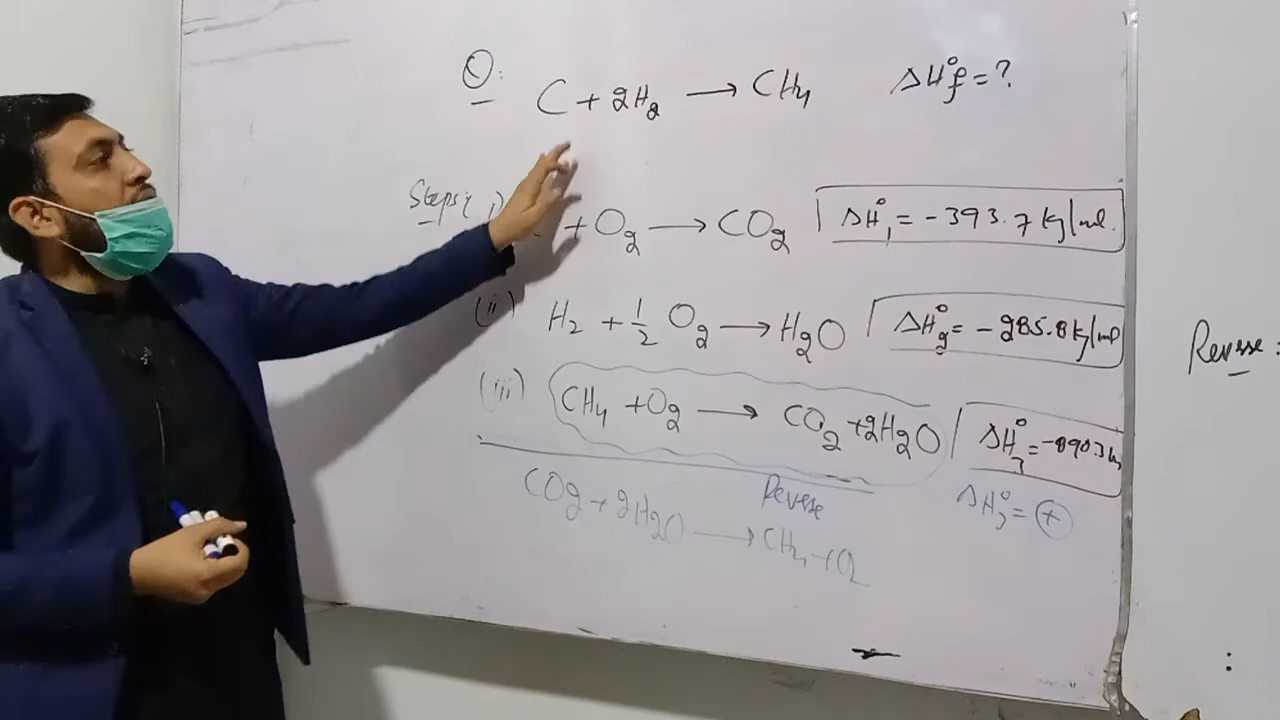 Q: C + 2H2 → CH4 ΔH°f = ?
Steps: i) + O2 → CO2 ΔH°1 = -393.7 kJ/mol.
(ii) H2 + 1/2 O2 → H2O ΔH°2 = -285.8 kJ/mol
(iii) CH4 + O2 → CO2 + 2H2O ΔH°3 = -890.3 kJ
Reverse
CO2 + 2H2O → CH4 + O2 ΔH°3 = +
Reverse :